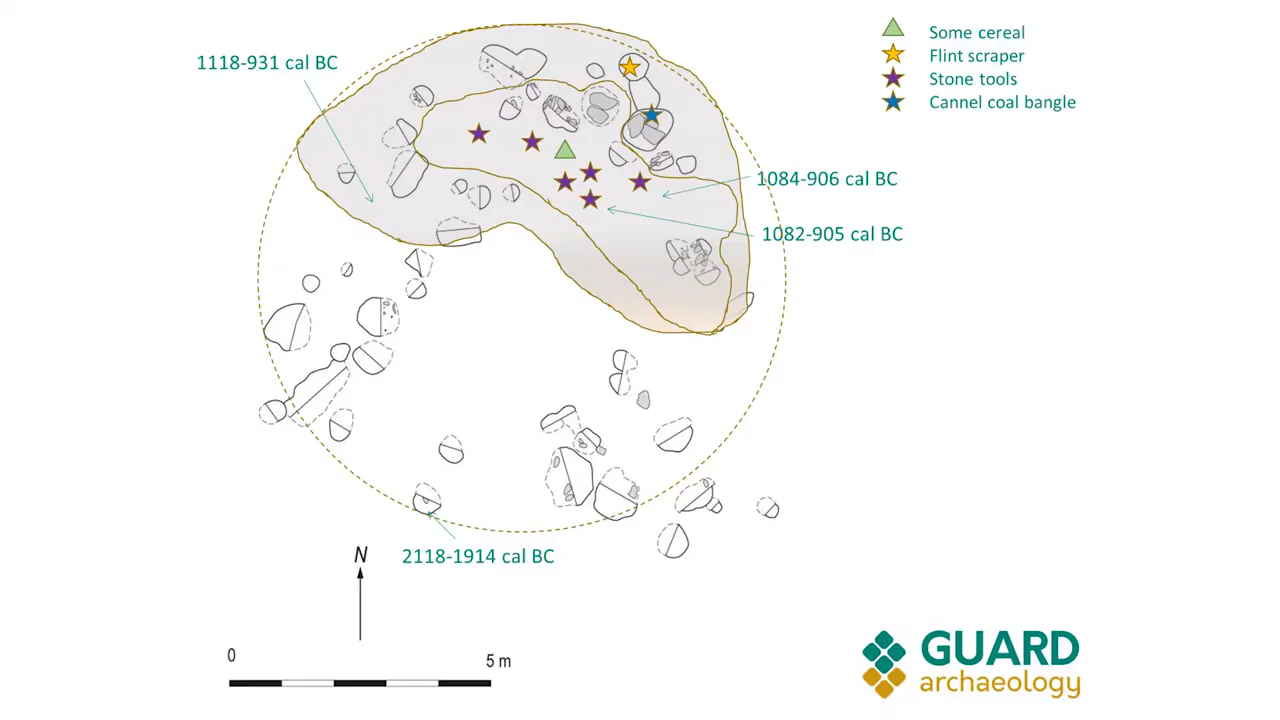 Some cereal
Flint scraper
Stone tools
Cannel coal bangle
1118-931 cal BC
1084-906 cal BC
1082-905 cal BC
2118-1914 cal BC
N
0
5 m
GUARD
archaeology